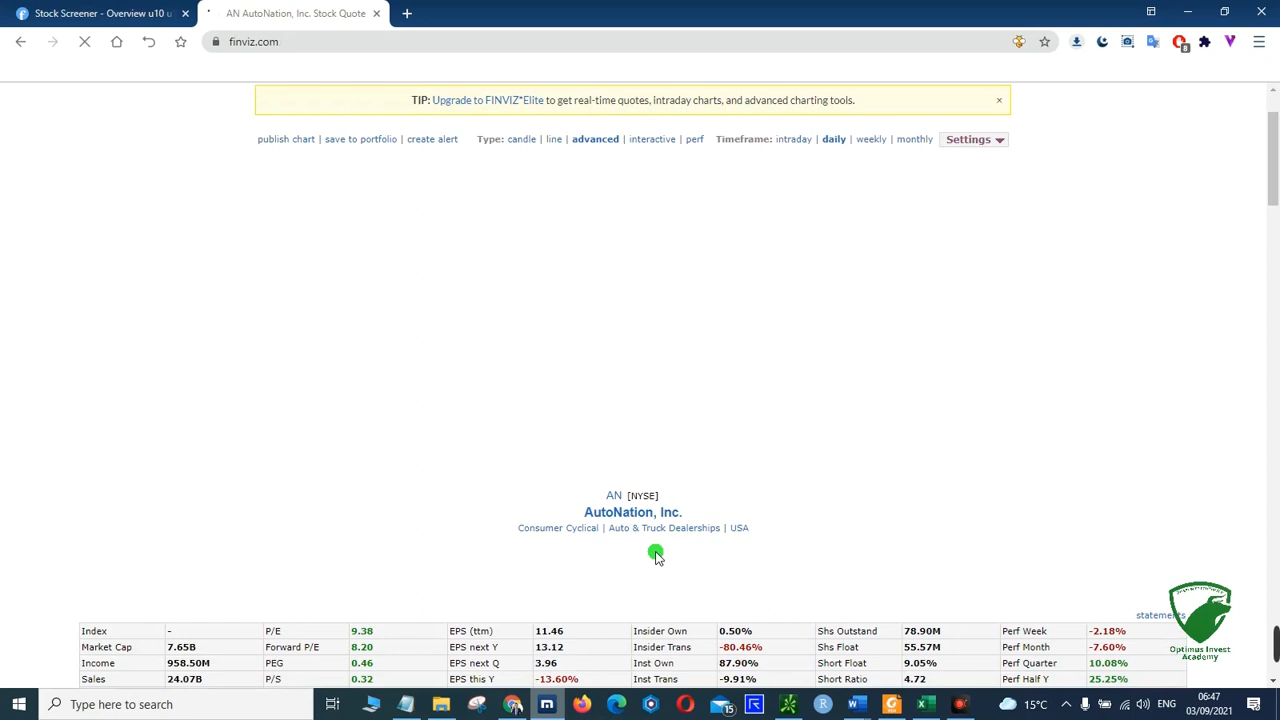 Stock Screener - Overview u10 u
AN AutoNation, Inc. Stock Quote
finviz.com
8
TIP: Upgrade to FINVIZ*Elite to get real-time quotes, intraday charts, and advanced charting tools.
publish chart | save to portfolio | create alert Type: candle | line | advanced | interactive | perf Timeframe: intraday | daily | weekly | monthly Settings
AN [NYSE]
AutoNation, Inc.
Consumer Cyclical | Auto & Truck Dealerships | USA
statements
Index - P/E 9.38 EPS (ttm) 11.46 Insider Own 0.50% Shs Outstand 78.90M Perf Week -2.18%
Market Cap 7.65B Forward P/E 8.20 EPS next Y 13.12 Insider Trans -80.46% Shs Float 55.57M Perf Month -7.60%
Income 958.50M PEG 0.46 EPS next Q 3.96 Inst Own 87.90% Short Float 9.05% Perf Quarter 10.08%
Sales 24.07B P/S 0.32 EPS this Y -13.60% Inst Trans -9.91% Short Ratio 4.72 Perf Half Y 25.25%
Optimus Invest
Academy
Type here to search
15
15°C
ENG
06:47
03/09/2021